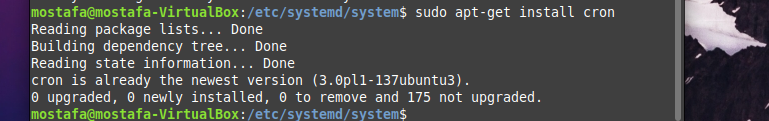 mostafa@mostafa-VirtualBox:/etc/systemd/system$ sudo apt-get install cron
Reading package lists... Done
Building dependency tree... Done
Reading state information... Done
cron is already the newest version (3.0pl1-137ubuntu3).
0 upgraded, 0 newly installed, 0 to remove and 175 not upgraded.
mostafa@mostafa-VirtualBox:/etc/systemd/system$